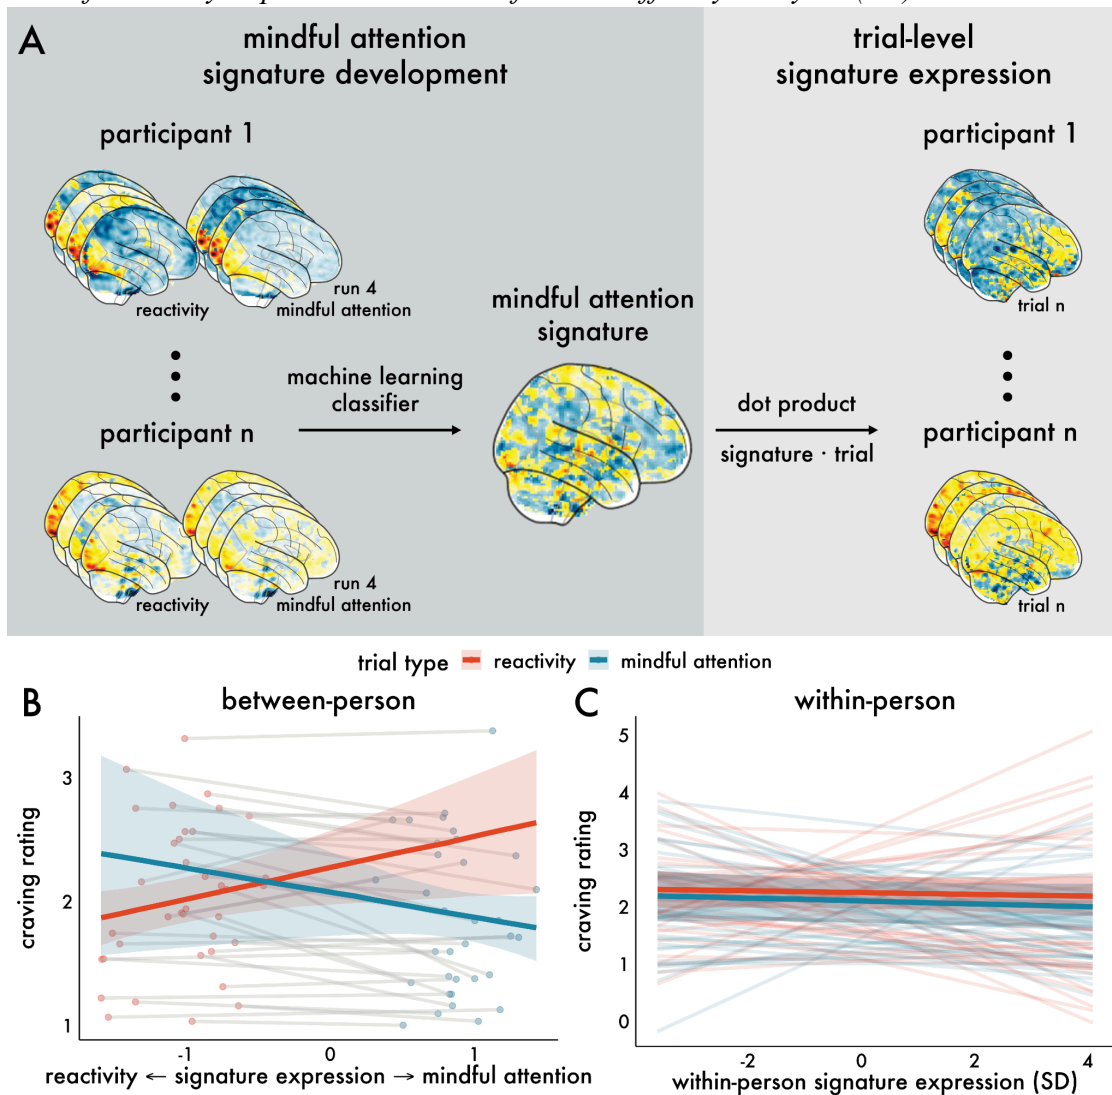 A
mindful attention
signature development
trial-level
signature expression
participant 1
participant 1
reactivity
run 4
mindful attention
trial n
mindful attention
signature
machine learning
classifier
dot product
signature · trial
participant n
participant n
reactivity
run 4
mindful attention
trial n
trial type reactivity mindful attention
B
between-person
craving rating
3
2
1
-1 0 1
reactivity ← signature expression → mindful attention
C
within-person
craving rating
5
4
3
2
1
0
-2 0 2 4
within-person signature expression (SD)